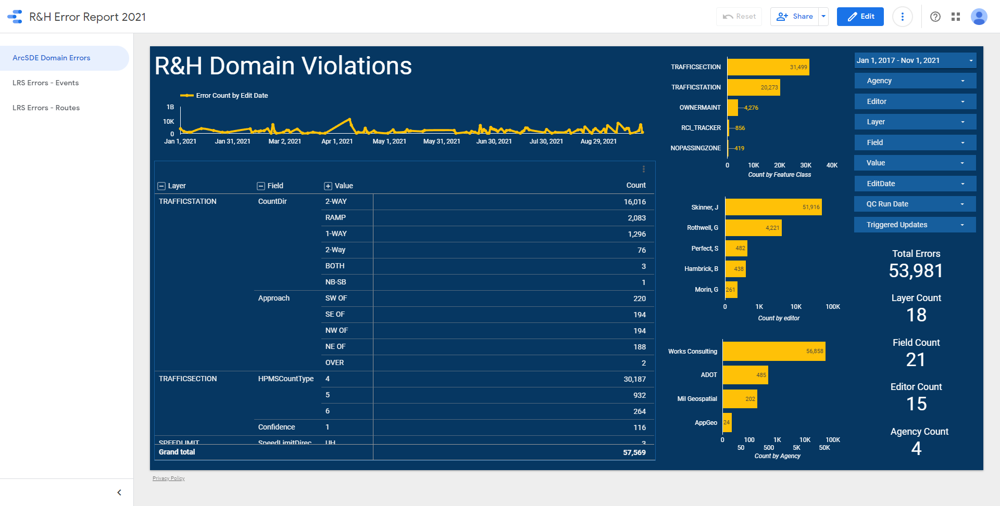 R&H Error Report 2021
Reset
Share
Edit
ArcSDE Domain Errors
LRS Errors - Events
LRS Errors - Routes
R&H Domain Violations
Error Count by Edit Date
1B
10K
0
Jan 1, 2021 Jan 31, 2021 Mar 2, 2021 Apr 1, 2021 May 1, 2021 May 31, 2021 Jun 30, 2021 Jul 30, 2021 Aug 29, 2021
Layer Field Value Count
TRAFFICSTATION CountDir 2-WAY 16,016
RAMP 2,083
1-WAY 1,296
2-Way 76
BOTH 3
NB-SB 1
Approach SW OF 220
SE OF 194
NW OF 194
NE OF 188
OVER 2
TRAFFICSECTION HPMSCountType 4 30,187
5 932
6 264
Confidence 1 116
SPEEDLIMIT SpeedLimitDirec UH 3
Grand total 57,569
TRAFFICSECTION 31,499
TRAFFICSTATION 20,273
OWNERMAINT 4,276
RCI_TRACKER 856
NOPASSINGZONE 419
0 10K 20K 30K 40K
Count by Feature Class
Skinner, J 51,916
Rothwell, G 4,221
Perfect, S 482
Hambrick, B 438
Morin, G 261
0 1K 10K 100K
Count by editor
Works Consulting 56,858
ADOT 485
Mil Geospatial 202
AppGeo 24
0 100 1K 10K 100K
50 500 5K 50K
Count by Agency
Jan 1, 2017 - Nov 1, 2021
Agency
Editor
Layer
Field
Value
EditDate
QC Run Date
Triggered Updates
Total Errors
53,981
Layer Count
18
Field Count
21
Editor Count
15
Agency Count
4
Privacy Policy